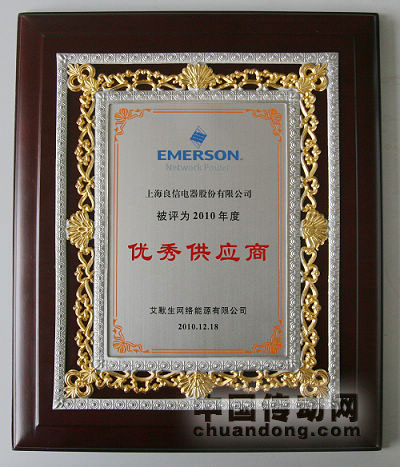 EMERSON.
Network Power
上海良信电器股份有限公司
被评为2010年度
优秀供应商
艾默生网络能源有限公司
2010.12.18
中国传动网
chuandong.com